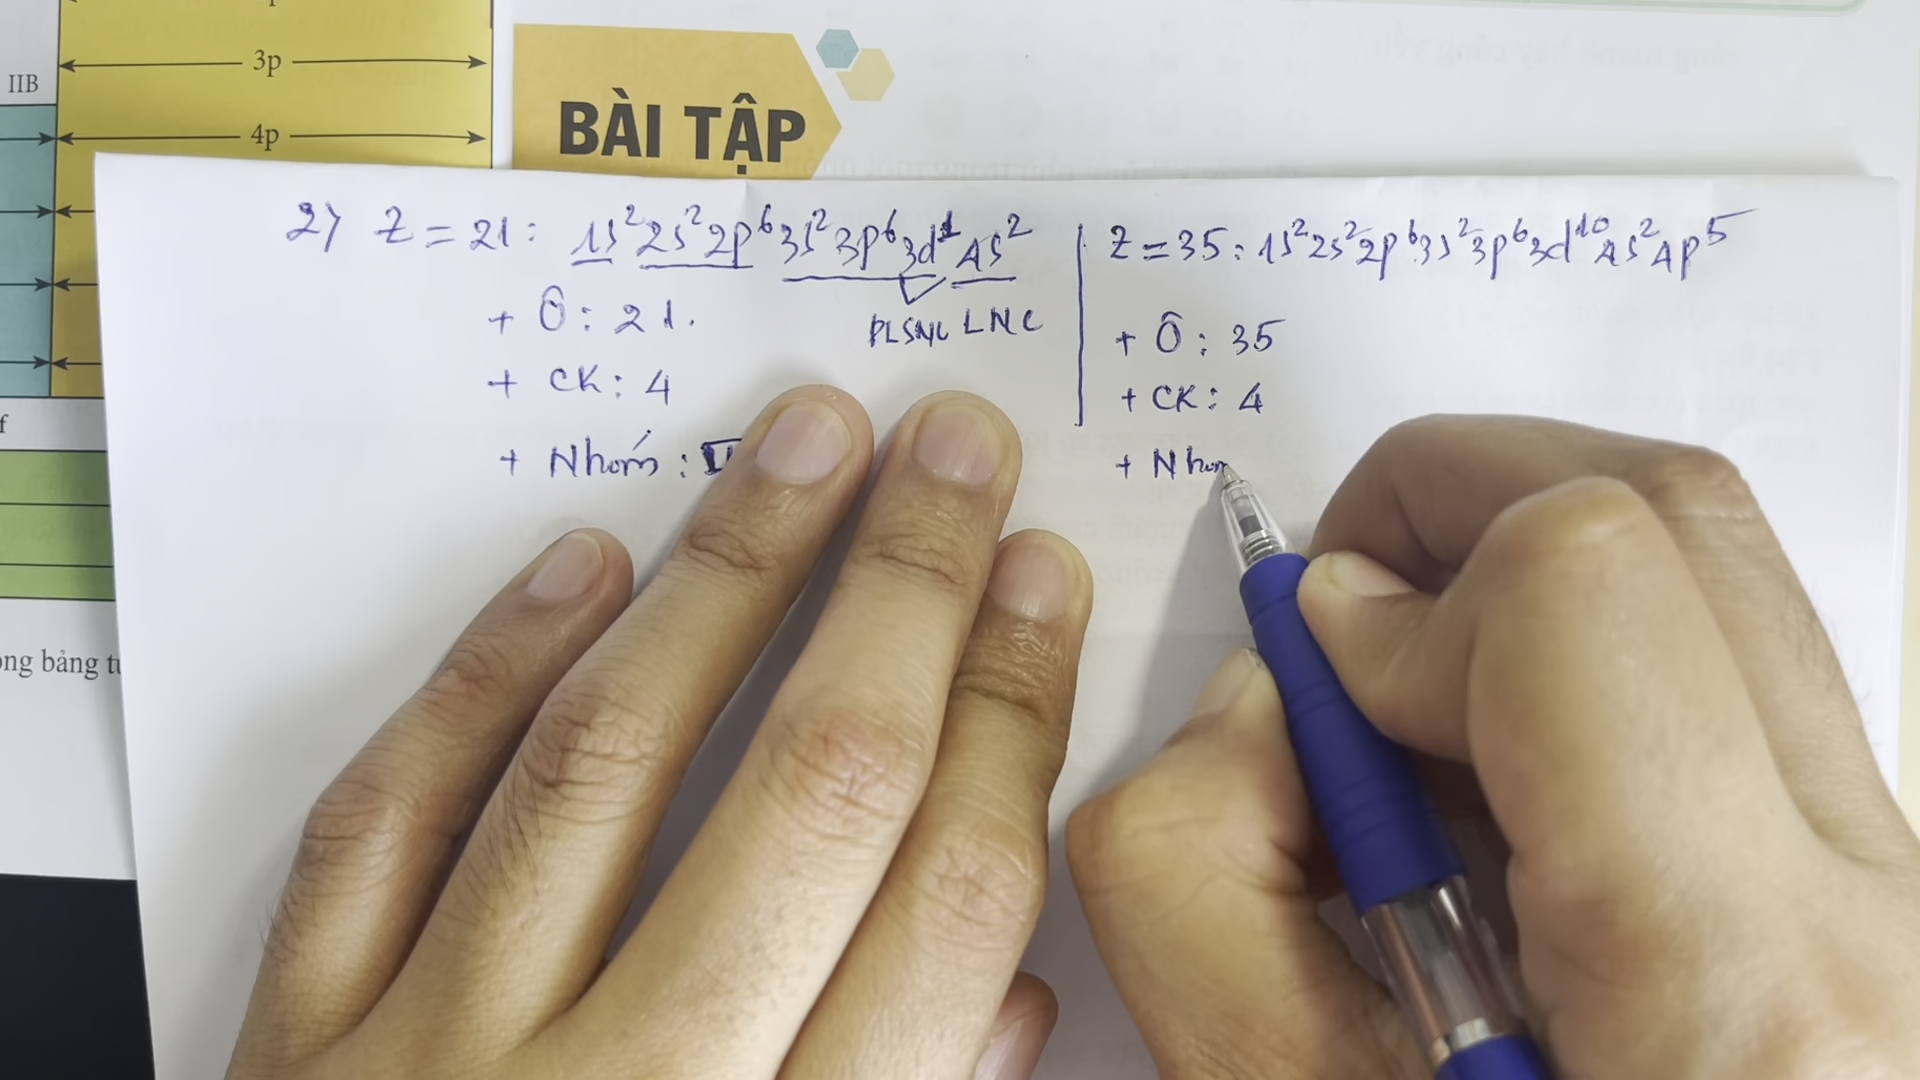 3p
IIB
4p
BÀI TẬP
2) Z = 21: 1s²2s²2p⁶3s²3p⁶3d¹4s²
PLSNC LNC
+ Ô: 21.
+ CK: 4
+ Nhóm:
Z = 35: 1s²2s²2p⁶3s²3p⁶3d¹⁰4s²4p⁵
+ Ô: 35
+ CK: 4
+ Nhóm
f
ong bảng